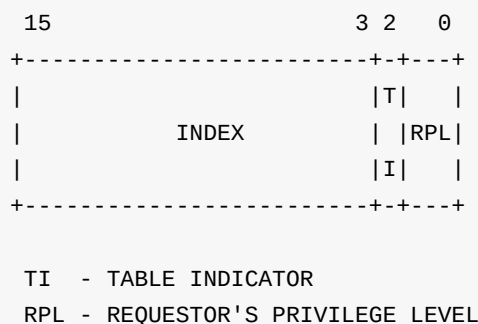 15 3 2 0
+-------------------------+-+---+
| |T| |
| INDEX | |RPL|
| |I| |
+-------------------------+-+---+
TI - TABLE INDICATOR
RPL - REQUESTOR'S PRIVILEGE LEVEL